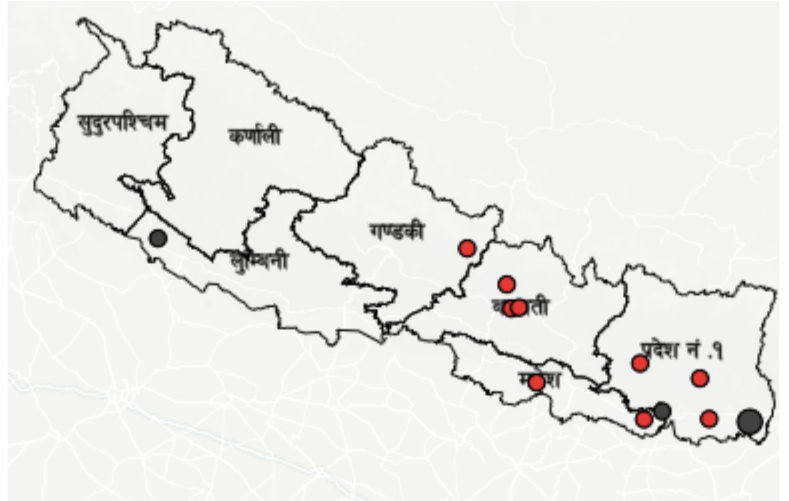 सुदुरपश्चिम
कर्णाली
गण्डकी
लुम्बिनी
प्रदेश नं .१